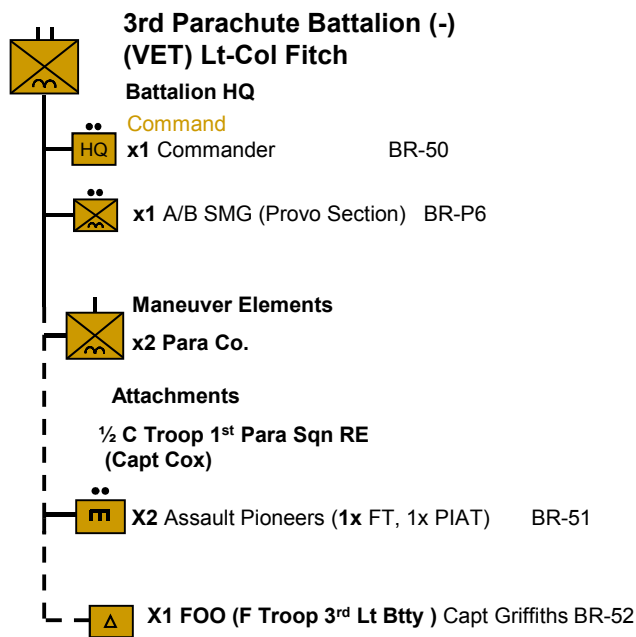 3rd Parachute Battalion (-)
(VET) Lt-Col Fitch
Battalion HQ
Command
HQ x1 Commander BR-50
x1 A/B SMG (Provo Section) BR-P6
Maneuver Elements
x2 Para Co.
Attachments
½ C Troop 1st Para Sqn RE
(Capt Cox)
X2 Assault Pioneers (1x FT, 1x PIAT) BR-51
X1 FOO (F Troop 3rd Lt Btty ) Capt Griffiths BR-52